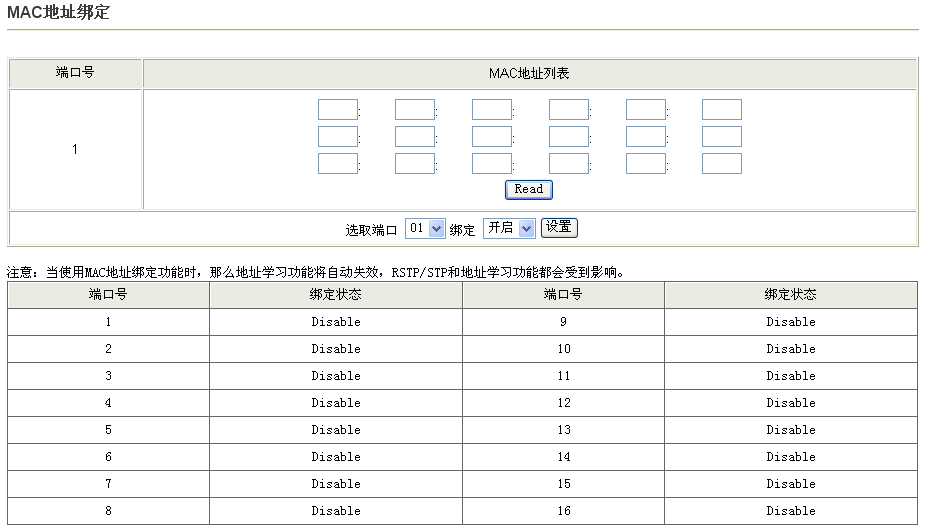 MAC地址绑定
端口号 MAC地址列表
1
: : : : :
: : : : :
: : : : :
Read
选取端口 01 绑定 开启 设置
注意: 当使用MAC地址绑定功能时, 那么地址学习功能将自动失效, RSTP/STP和地址学习功能都会受到影响。
端口号 绑定状态 端口号 绑定状态
1 Disable 9 Disable
2 Disable 10 Disable
3 Disable 11 Disable
4 Disable 12 Disable
5 Disable 13 Disable
6 Disable 14 Disable
7 Disable 15 Disable
8 Disable 16 Disable